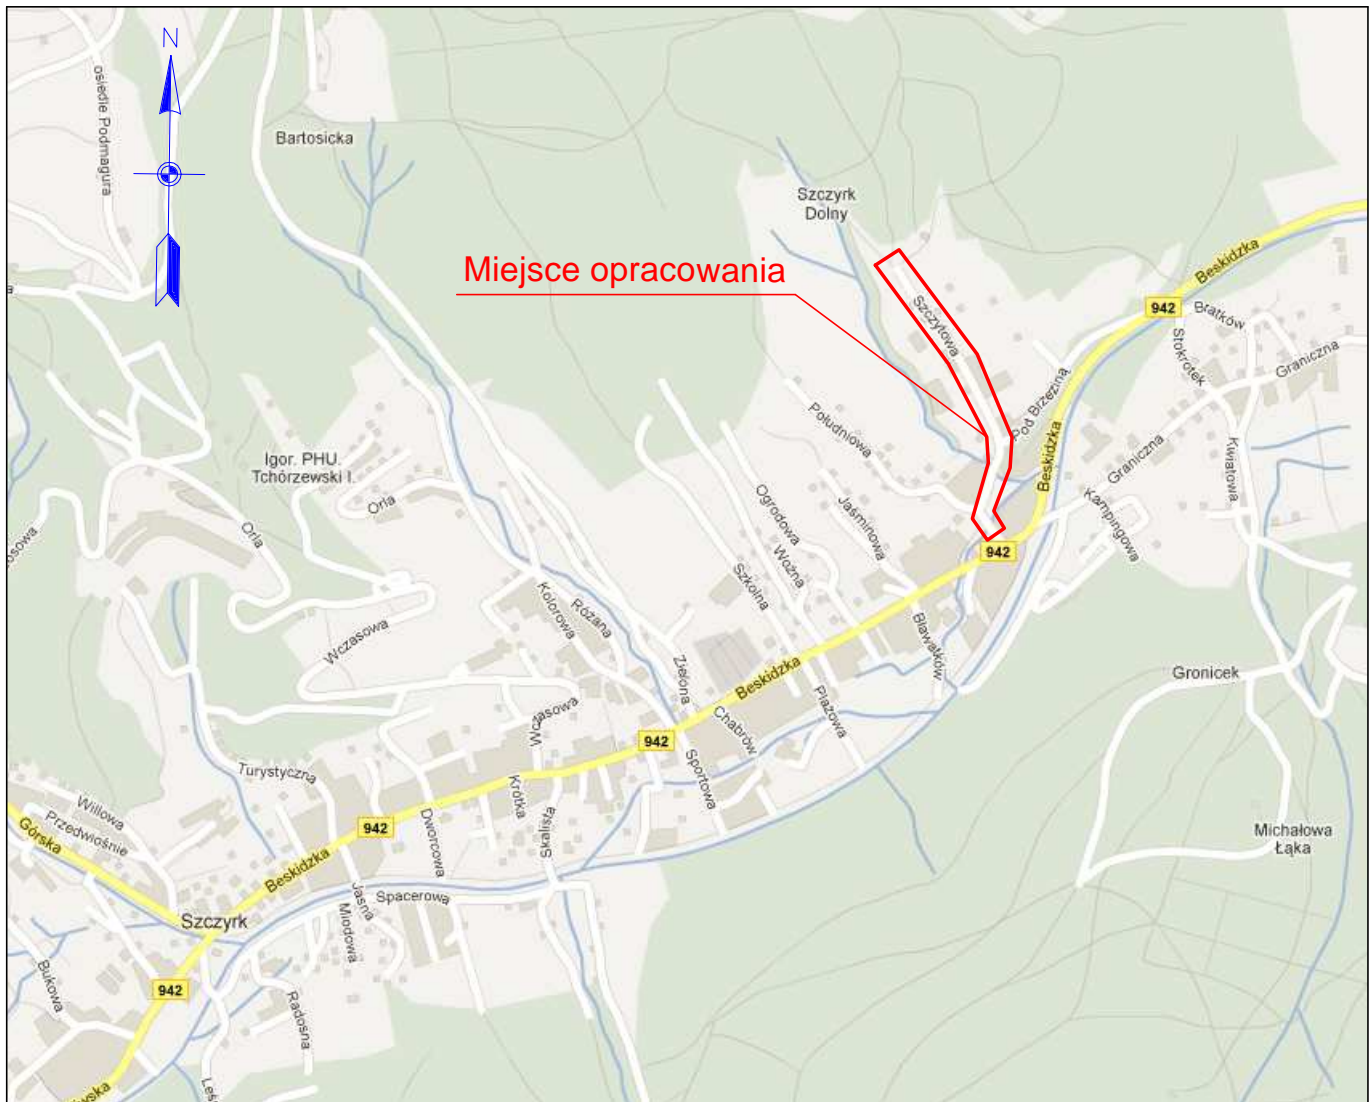 N
osiedle Podmagura
Bartosicka
Szczyrk
Dolny
Miejsce opracowania
Szczytowa
Beskidzka
942
Bratków
Stokrotek
Graniczna
Pod Brzeziną
Południowa
Beskidzka
Graniczna
Kwiatowa
Igor. PHU.
Tchórzewski I.
Orla
Orla
Ogrodowa
Jaśminowa
Kampingowa
942
Woźna
Szkolna
Kolorowa
Różana
Wczasowa
Bławatków
Zielona
Beskidzka
Plażowa
Gronicek
Wczasowa
Chabrów
942
Sportowa
Turystyczna
Krótka
Willowa
Przedwiośnie
Górska
942
Dworcowa
Skalista
Michałowa
Łąka
Beskidzka
Jasna
Spacerowa
Miodowa
Szczyrk
Bukowa
942
Radosna